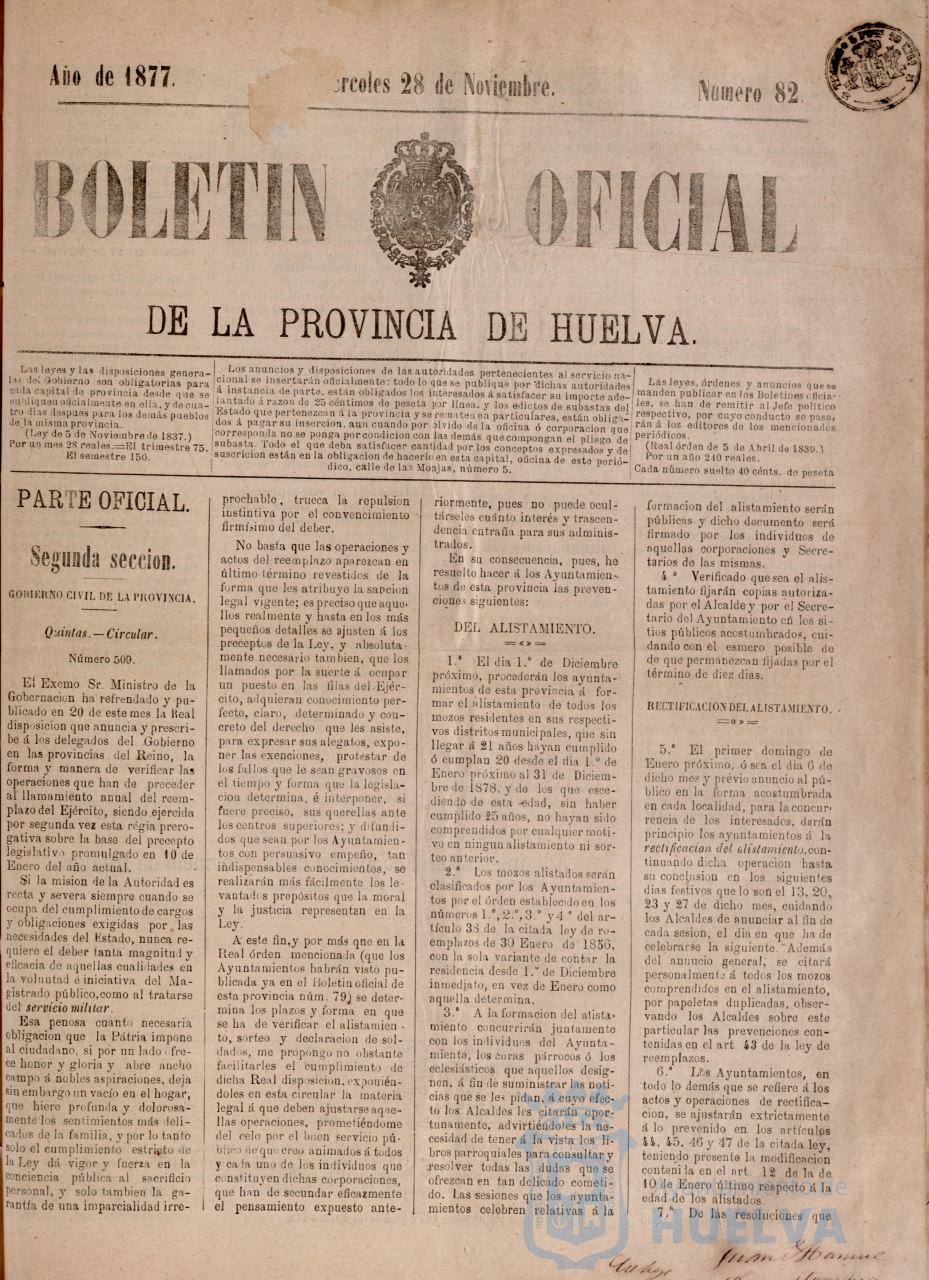 Año de 1877.
ércoles 28 de Noviembre.
Número 82.
BOLETIN OFICIAL
DE LA PROVINCIA DE HUELVA.
Las leyes y las disposiciones genera-
les del Gobierno son obligatorias para
cada capital de provincia desde que se
publiquen oficialmente en ella, y de cua-
tro dias despues para los demás pueblos
de la misma provincia.
(Ley de 5 de Noviembre de 1837.)
Por un mes 28 reales.—El trimestre 75.
El semestre 150.
Los anuncios y disposiciones de las autoridades pertenecientes al servicio na-
cional se insertarán oficialmente: todo lo que se publique por dichas autoridades
á instancia de parte, están obligados los interesados á satisfacer su importe ade-
lantado á razon de 25 céntimos de peseta por línea, y los edictos de subastas del
Estado que pertenezcan á la provincia y se rematen en particulares, están obliga-
dos á pagar su insercion, aun cuando por olvido de la oficina ó corporacion que
corresponda no se ponga por condicion con las demás que compongan el pliego de
subasta. Todo el que deba satisfacer cantidad por los conceptos expresados y de
suscricion están en la obligacion de hacerlo en esta capital, oficina de este perió-
dico, calle de las Monjas, número 5.
Las leyes, órdenes y anuncios que se
manden publicar en los Boletines oficia-
les, se han de remitir al Jefe político
respectivo, por cuyo conducto se pasa-
rán á los editores de los mencionados
periódicos.
(Real órden de 5 de Abril de 1839.)
Por un año 240 reales.
Cada número suelto 40 cénts. de peseta
PARTE OFICIAL.
Segunda seccion.
GOBIERNO CIVIL DE LA PROVINCIA.
Quintas.—Circular.
Número 509.
El Excmo Sr. Ministro de la
Gobernacion ha refrendado y pu-
blicado en 20 de este mes la Real
disposicion que anuncia y prescri-
be á los delegados del Gobierno
en las provincias del Reino, la
forma y manera de verificar las
operaciones que han de preceder
al llamamiento anual del reem-
plazo del Ejército, siendo ejercida
por segunda vez esta régia prero-
gativa sobre la base del precepto
legislativo promulgado en 10 de
Enero del año actual.
Si la mision de la Autoridad es
recta y severa siempre cuando se
ocupa del cumplimiento de cargos
y obligaciones exigidas por las
necesidades del Estado, nunca re-
quiere el deber tanta magnitud y
eficacia de aquellas cualidades en
la voluntad é iniciativa del Ma-
gistrado público, como al tratarse
del servicio militar.
Esa penosa cuanto necesaria
obligacion que la Pátria impone
al ciudadano, si por un lado ofre-
ce honor y gloria y abre ancho
campo á nobles aspiraciones, deja
sin embargo un vacío en el hogar,
que hiere profunda y dolorosa-
mente los sentimientos más deli-
cados de la familia, y por lo tanto
solo el cumplimiento estricto de
la Ley dá vigor y fuerza en la
conciencia pública al sacrificio
personal, y solo tambien la ga-
rantía de una imparcialidad irre-
prochable, trueca la repulsion
instintiva por el convencimiento
firmísimo del deber.
No basta que las operaciones y
actos del reemplazo aparezcan en
último término revestidos de la
forma que les atribuye la sancion
legal vigente; es preciso que aque-
llos realmente y hasta en los más
pequeños detalles se ajusten á los
preceptos de la Ley, y absoluta-
mente necesario tambien, que los
llamados por la suerte á ocupar
un puesto en las filas del Ejér-
cito, adquieran conocimiento per-
fecto, claro, determinado y con-
creto del derecho que les asiste,
para expresar sus alegatos, expo-
ner las exenciones, protestar de
los fallos que le sean gravosos en
el tiempo y forma que la legisla-
cion determina, é interponer, si
fuere preciso, sus querellas ante
los centros superiores; y difundi-
dos que sean por los Ayuntamien-
tos con persuasivo empeño, tan
indispensables conocimientos, se
realizarán más fácilmente los le-
vantados propósitos que la moral
y la justicia representan en la
Ley.
A este fin, y por más que en la
Real órden mencionada (que los
Ayuntamientos habrán visto pu-
blicada ya en el Boletin oficial de
esta provincia núm. 79) se deter-
mina los plazos y forma en que
se ha de verificar el alistamien-
to, sorteo y declaracion de sol-
dados, me propongo no obstante
facilitarles el cumplimiento de
dicha Real disposicion, exponién-
doles en esta circular la materia
legal á que deben ajustarse aque-
llas operaciones, prometiéndome
del celo por el buen servicio pú-
blico de que creo animados á todos
y cada uno de los individuos que
constituyen dichas corporaciones,
que han de secundar eficazmente
el pensamiento expuesto ante-
riormente, pues no puede ocul-
társeles cuánto interés y trascen-
dencia entraña para sus adminis-
trados.
En su consecuencia, pues, he
resuelto hacer á los Ayuntamien-
tos de esta provincia las preven-
ciones siguientes:
DEL ALISTAMIENTO.
1.ª El dia 1.º de Diciembre
próximo, procederán los ayunta-
mientos de esta provincia á for-
mar el alistamiento de todos los
mozos residentes en sus respecti-
vos distritos municipales, que sin
llegar á 21 años hayan cumplido
ó cumplan 20 desde el dia 1.º de
Enero próximo al 31 de Diciem-
bre de 1878, y de los que esce-
diendo de esta edad, sin haber
cumplido 25 años, no hayan sido
comprendidos por cualquier moti-
vo en ningun alistamiento ni sor-
teo anterior.
2.ª Los mozos alistados serán
clasificados por los Ayuntamien-
tos por el órden establecido en los
números 1.º, 2.º, 3.º y 4º del ar-
tículo 38 de la citada ley de re-
emplazos de 30 Enero de 1856,
con la sola variante de contar la
residencia desde 1.º de Diciembre
inmediato, en vez de Enero como
aquella determina.
3.ª A la formacion del alista-
miento concurrirán juntamente
con los individuos del Ayunta-
miento, los curas párrocos ó los
eclesiásticos que aquellos desig-
nen, á fin de suministrar las noti-
cias que se les pidan, á cuyo efec-
to los Alcaldes les citarán opor-
tunamente, advirtiéndoles la ne-
cesidad de tener á la vista los li-
bros parroquiales para consultar y
resolver todas las dudas que se
ofrezcan en tan delicado cometi-
do. Las sesiones que los ayunta-
mientos celebren relativas á la
formacion del alistamiento serán
públicas y dicho documento será
firmado por los individuos de
aquellas corporaciones y Secre-
tarios de las mismas.
4.ª Verificado que sea el alis-
tamiento fijarán copias autoriza-
das por el Alcalde y por el Secre-
tario del Ayuntamiento en los si-
tios públicos acostumbrados, cui-
dando con el esmero posible de
de que permanezcan fijadas por el
término de diez dias.
RECTIFICACION DEL ALISTAMIENTO.
5.ª El primer domingo de
Enero próximo, ó sea el dia 6 de
dicho mes y prévio anuncio al pú-
blico en la forma acostumbrada
en cada localidad, para la concur-
rencia de los interesados, darán
principio los ayuntamientos á la
rectificacion del alistamiento, con-
tinuando dicha operacion hasta
su conclusion en los siguientes
dias festivos que lo son el 13, 20,
23 y 27 de dicho mes, cuidando
los Alcaldes de anunciar al fin de
cada sesion, el dia en que ha de
celebrarse la siguiente. Además
del anuncio general, se citará
personalmente á todos los mozos
comprendidos en el alistamiento,
por papeletas duplicadas, obser-
vando los Alcaldes sobre este
particular las prevenciones con-
tenidas en el art 43 de la ley de
reemplazos.
6.ª Los Ayuntamientos, en
todo lo demás que se refiere á los
actos y operaciones de rectifica-
cion, se ajustarán extrictamente
á lo prevenido en los artículos
44, 45, 46 y 47 de la citada ley,
teniendo presente la modificacion
contenida en el art. 12 de la de
10 de Enero último respecto á la
edad de los alistados.
7.ª De las resoluciones que
HUELVA